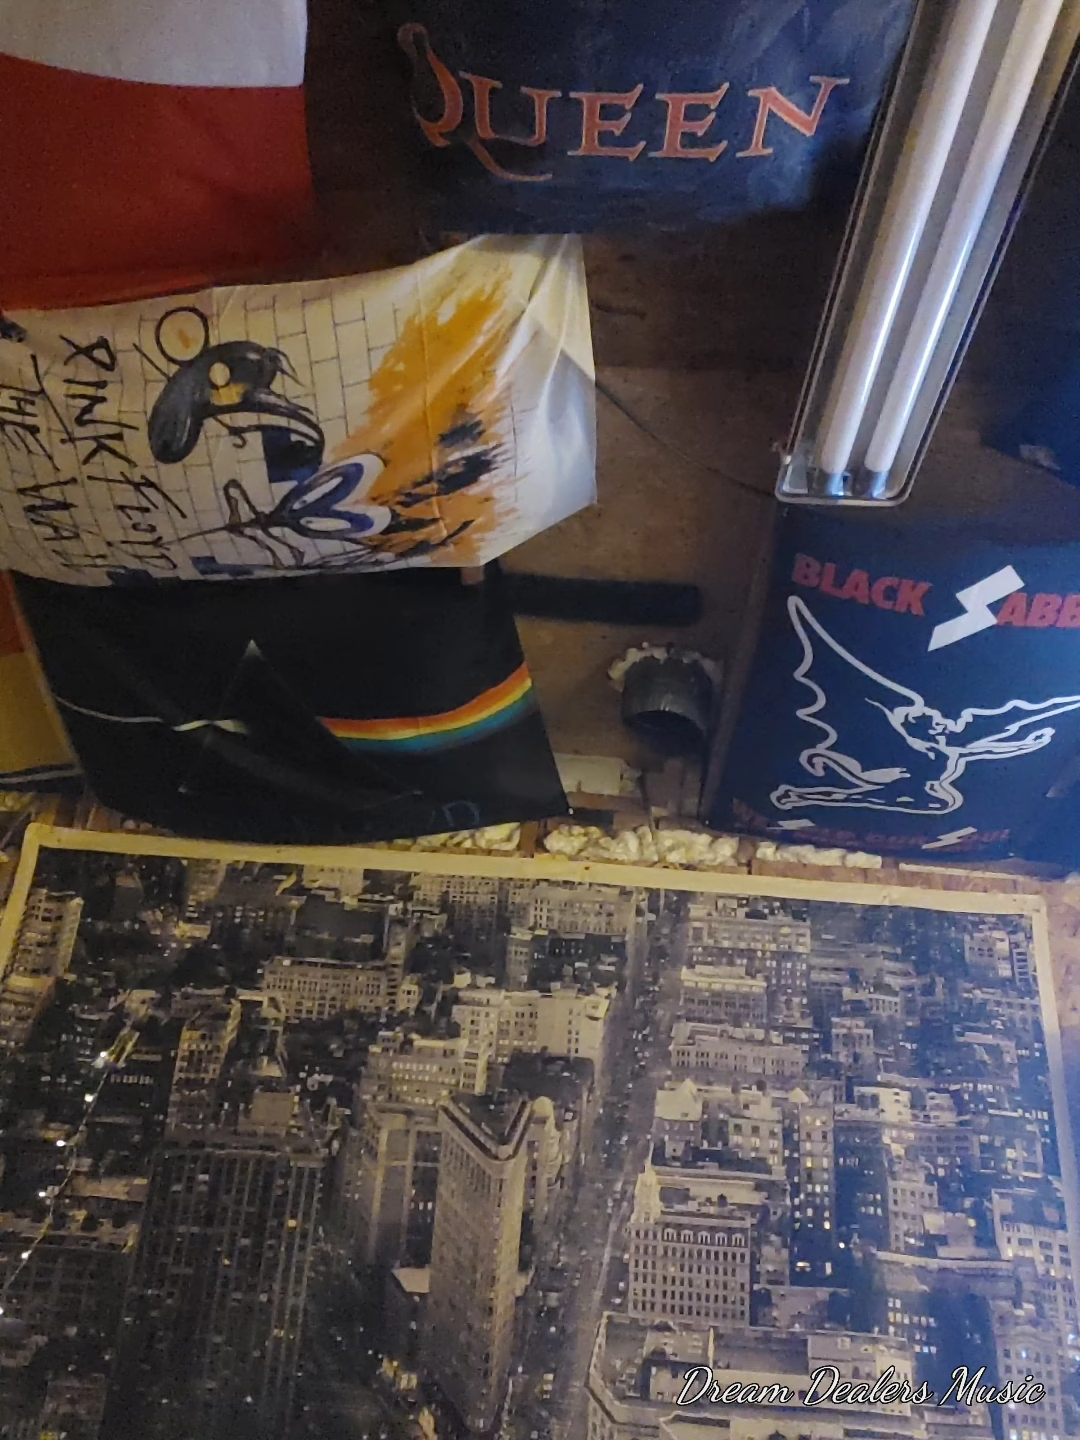 QUEEN
PINK FLOYD
THE WALL
BLACK SABB
Dream Dealers Music